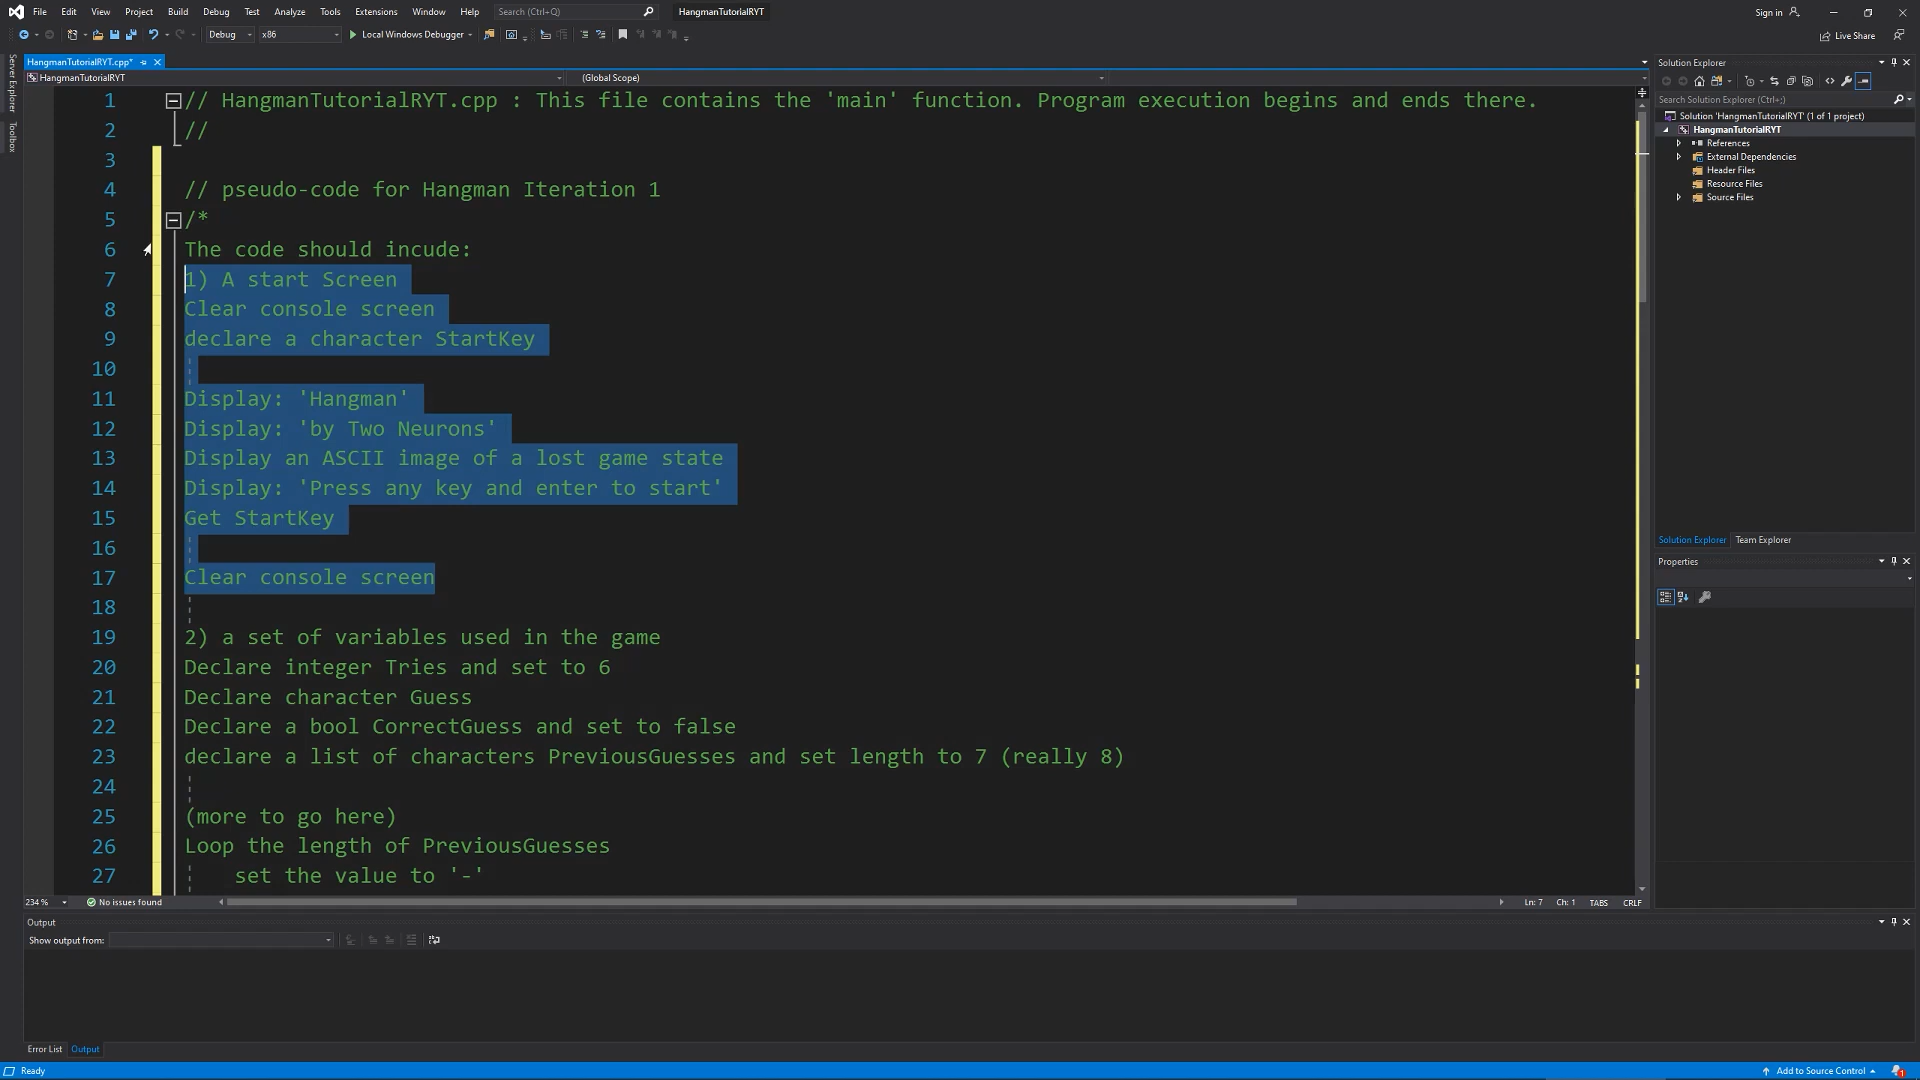 File Edit View Project Build Debug Test Analyze Tools Extensions Window Help Search (Ctrl+Q) HangmanTutorialRYT Sign in
Debug x86 Local Windows Debugger Live Share
HangmanTutorialRYT.cpp*
HangmanTutorialRYT (Global Scope)
1 // HangmanTutorialRYT.cpp : This file contains the 'main' function. Program execution begins and ends there.
2 //
3
4 // pseudo-code for Hangman Iteration 1
5 /*
6 The code should incude:
7 1) A start Screen
8 Clear console screen
9 declare a character StartKey
10
11 Display: 'Hangman'
12 Display: 'by Two Neurons'
13 Display an ASCII image of a lost game state
14 Display: 'Press any key and enter to start'
15 Get StartKey
16
17 Clear console screen
18
19 2) a set of variables used in the game
20 Declare integer Tries and set to 6
21 Declare character Guess
22 Declare a bool CorrectGuess and set to false
23 declare a list of characters PreviousGuesses and set length to 7 (really 8)
24
25 (more to go here)
26 Loop the length of PreviousGuesses
27 set the value to '-'
234 % No issues found Ln: 7 Ch: 1 TABS CRLF
Server Explorer
Toolbox
Solution Explorer
Search Solution Explorer (Ctrl+;)
Solution 'HangmanTutorialRYT' (1 of 1 project)
HangmanTutorialRYT
References
External Dependencies
Header Files
Resource Files
Source Files
Solution Explorer Team Explorer
Properties
Output
Show output from:
Error List Output
Ready Add to Source Control 1